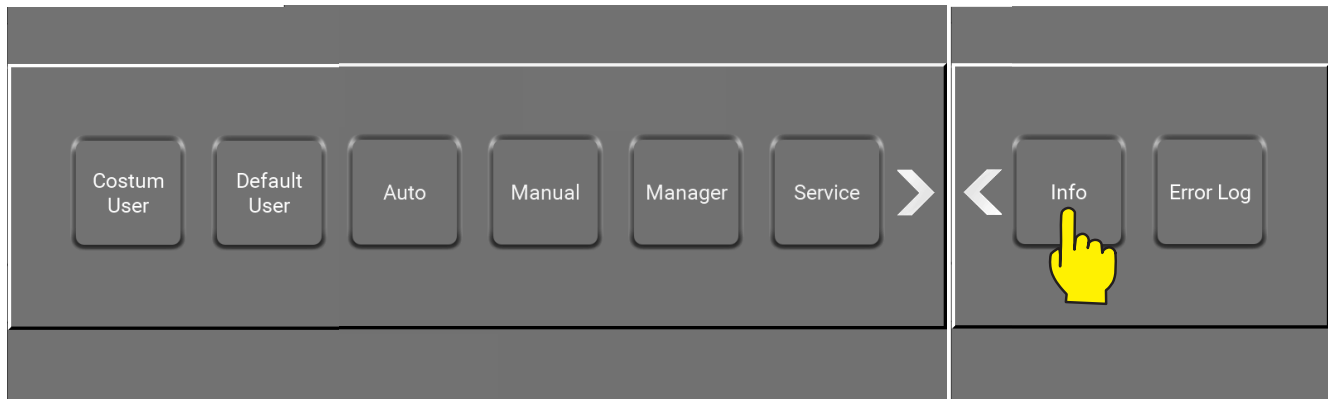 Costum
User
Default
User
Auto
Manual
Manager
Service
Info
Error Log